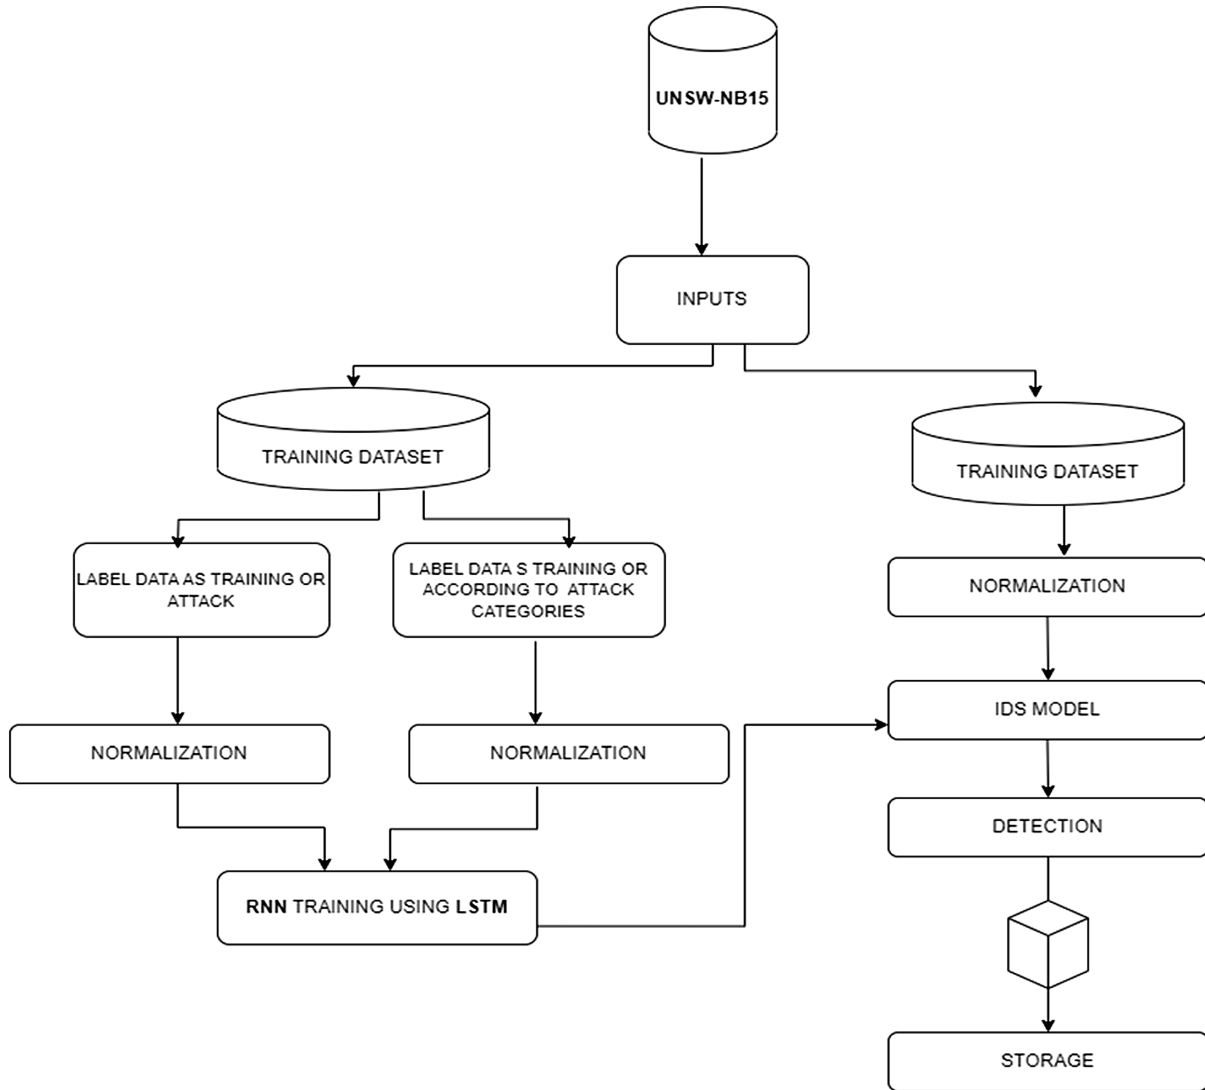 UNSW-NB15
INPUTS
TRAINING DATASET
TRAINING DATASET
LABEL DATA AS TRAINING OR
ATTACK
LABEL DATA S TRAINING OR
ACCORDING TO ATTACK
CATEGORIES
NORMALIZATION
NORMALIZATION
NORMALIZATION
IDS MODEL
DETECTION
RNN TRAINING USING LSTM
STORAGE